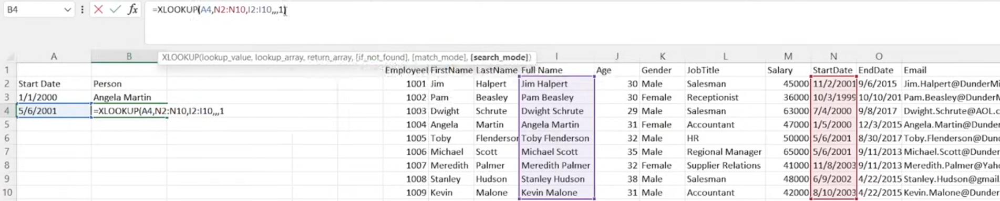 B4 fx =XLOOKUP(A4,N2:N10,I2:I10,,,1)
A B I J K L M N O
XLOOKUP(lookup_value, lookup_array, return_array, [if_not_found], [match_mode], [search_mode])
1 Employeel FirstName LastName Full Name Age Gender JobTitle Salary StartDate EndDate Email
2 Start Date Person 1001 Jim Halpert Jim Halpert 30 Male Salesman 45000 11/2/2001 9/6/2015 Jim.Halpert@DunderMi
3 1/1/2000 Angela Martin 1002 Pam Beasley Pam Beasley 30 Female Receptionist 36000 10/3/1999 10/10/201 Pam.Beasley@DunderM
4 5/6/2001 =XLOOKUP(A4,N2:N10,I2:I10,,,1 1003 Dwight Schrute Dwight Schrute 29 Male Salesman 63000 7/4/2000 9/8/2017 Dwight.Schrute@AOL.c
5 1004 Angela Martin Angela Martin 31 Female Accountant 47000 1/5/2000 12/3/2015 Angela.Martin@Dunder
6 1005 Toby Flenderson Toby Flenderson 32 Male HR 50000 5/6/2001 8/30/2017 Toby.Flenderson@Dund
7 1006 Michael Scott Michael Scott 35 Male Regional Manager 65000 5/6/2001 9/11/2013 Michael.Scott@Dunder
8 1007 Meredith Palmer Meredith Palmer 32 Female Supplier Relations 41000 11/8/2003 9/11/2013 Meredith.Palmer@Yaho
9 1008 Stanley Hudson Stanley Hudson 38 Male Salesman 48000 6/9/2002 4/22/2015 Stanley.Hudson@gmail.
10 1009 Kevin Malone Kevin Malone 31 Male Accountant 42000 8/10/2003 4/22/2015 Kevin.Malone@Dunder